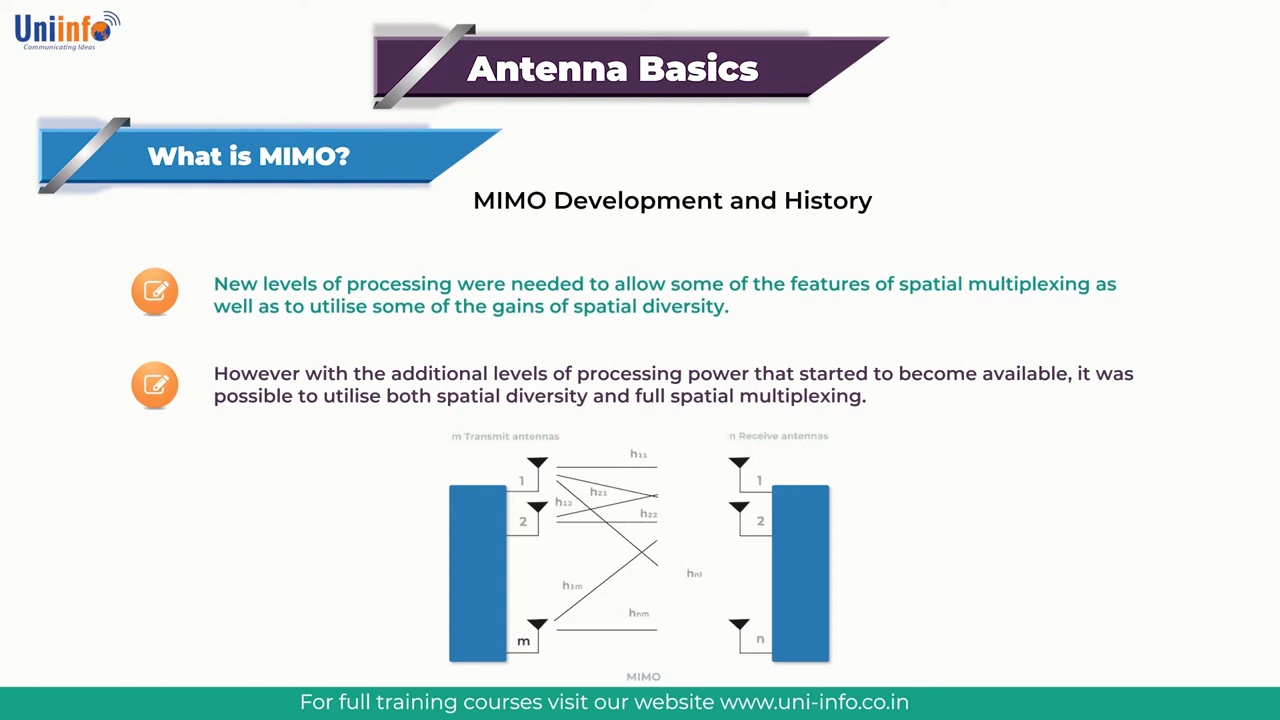 Uniinfo
Communicating Ideas
Antenna Basics
What is MIMO?
MIMO Development and History
New levels of processing were needed to allow some of the features of spatial multiplexing as
well as to utilise some of the gains of spatial diversity.
However with the additional levels of processing power that started to become available, it was
possible to utilise both spatial diversity and full spatial multiplexing.
m Transmit antennas
n Receive antennas
h11
1
1
h21
h12
2
h22
2
hn1
h1m
hnm
m
n
MIMO
For full training courses visit our website www.uni-info.co.in